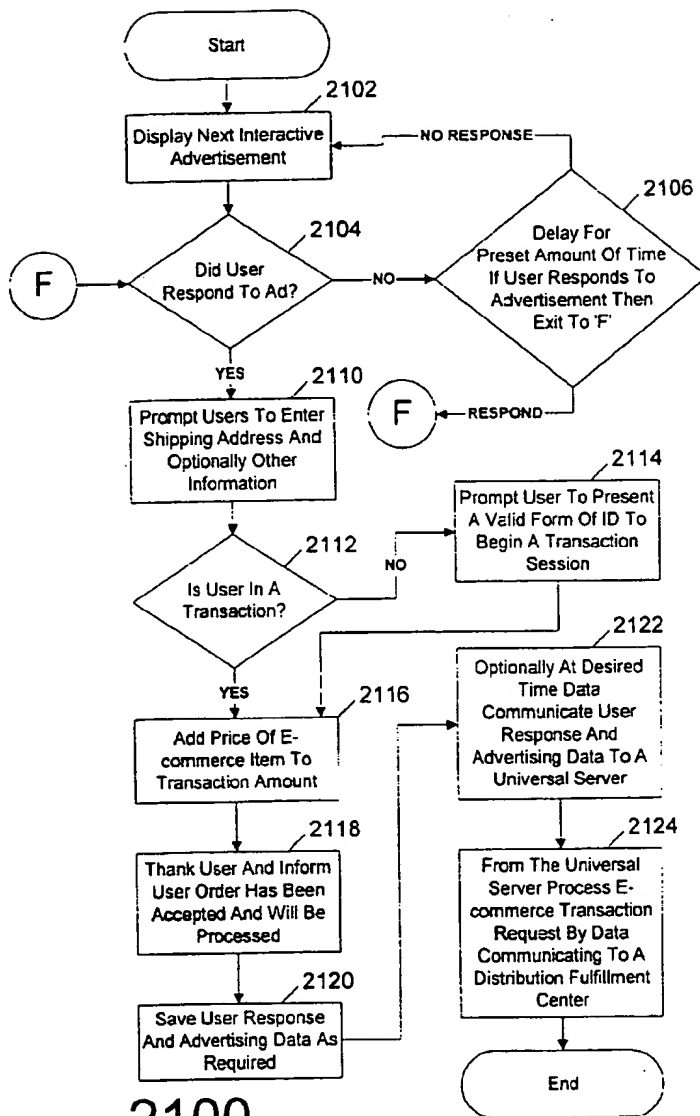 Start
2102
Display Next Interactive
Advertisement
NO RESPONSE
2106
Delay For
Preset Amount Of Time
If User Responds To
Advertisement Then
Exit To 'F'
2104
Did User
Respond To Ad?
F
NO
YES
RESPOND
F
2110
Prompt Users To Enter
Shipping Address And
Optionally Other
Information
2114
Prompt User To Present
A Valid Form Of ID To
Begin A Transaction
Session
2112
Is User In A
Transaction?
NO
YES
2116
Add Price Of E-
commerce Item To
Transaction Amount
2122
Optionally At Desired
Time Data
Communicate User
Response And
Advertising Data To A
Universal Server
2118
Thank User And Inform
User Order Has Been
Accepted And Will Be
Processed
2124
From The Universal
Server Process E-
commerce Transaction
Request By Data
Communicating To A
Distribution Fulfillment
Center
2120
Save User Response
And Advertising Data As
Required
End
2100